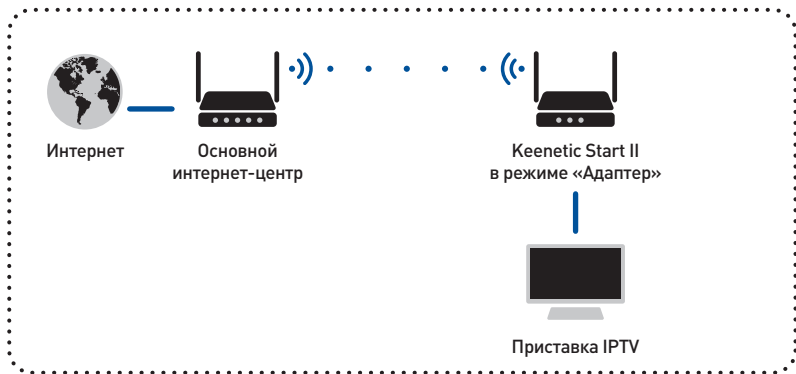 Интернет
Основной
интернет-центр
Keenetic Start II
в режиме «Адаптер»
Приставка IPTV